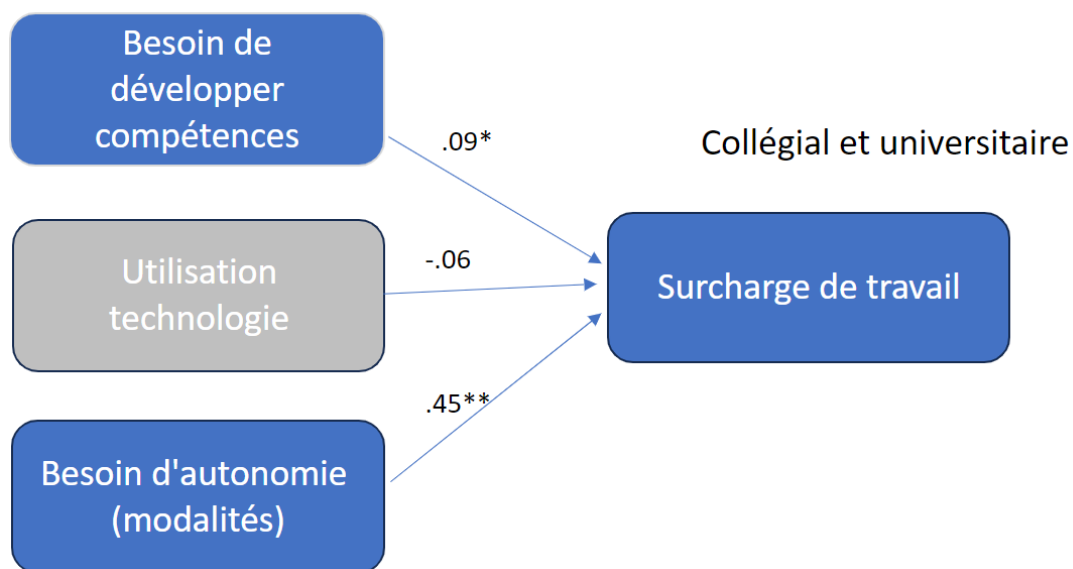 Besoin de
développer
compétences
.09*
Collégial et universitaire
Utilisation
technologie
-.06
Surcharge de travail
.45**
Besoin d'autonomie
(modalités)